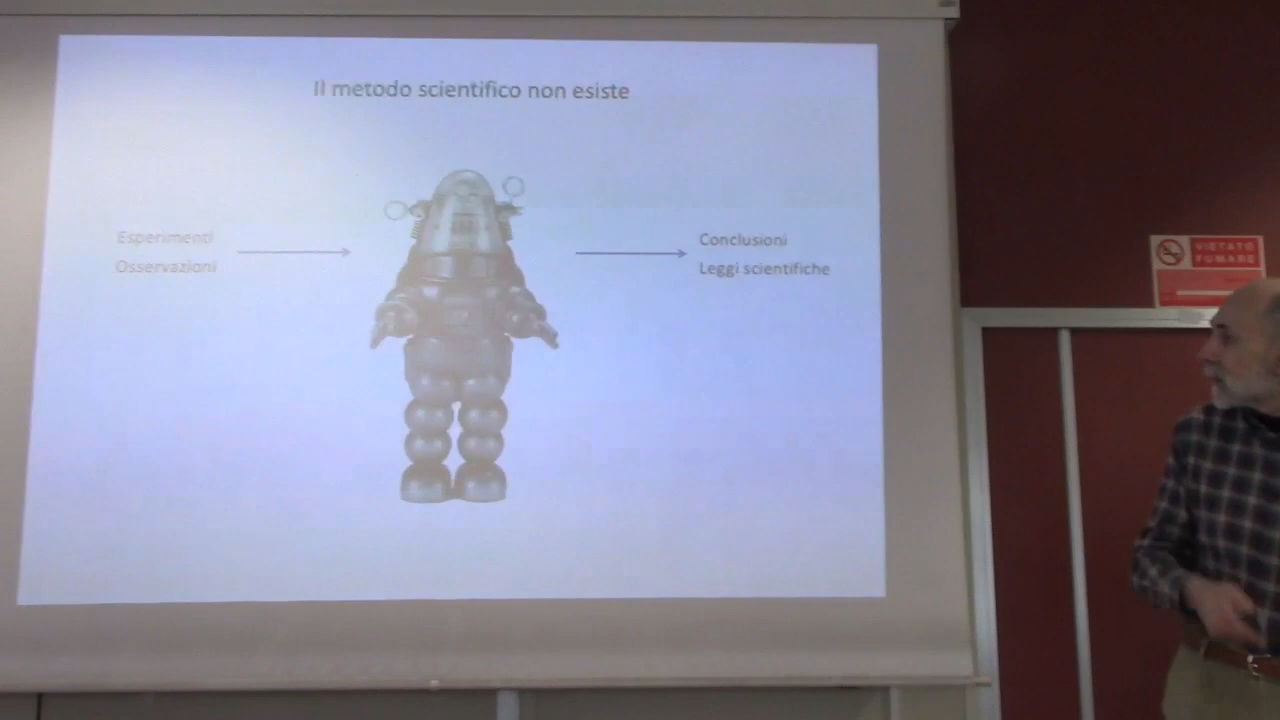 Il metodo scientifico non esiste
Esperimenti
Osservazioni
Conclusioni
Leggi scientifiche
VIETATO
FUMARE